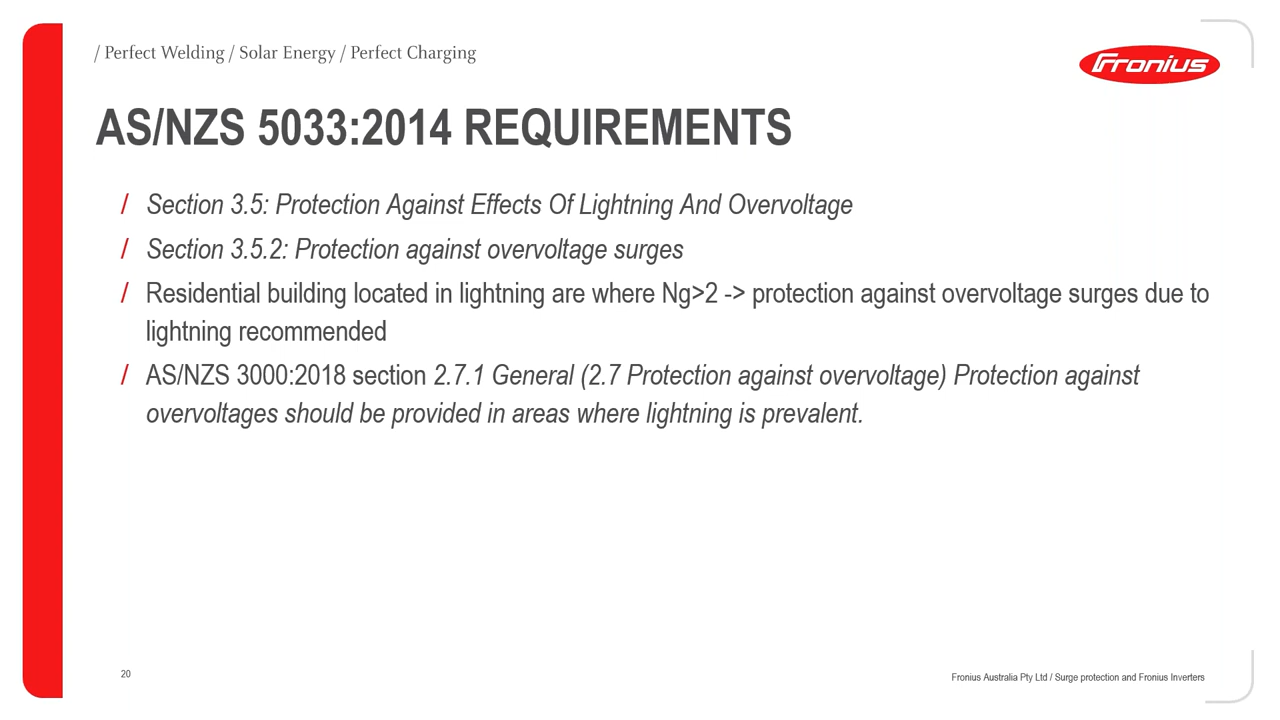 / Perfect Welding / Solar Energy / Perfect Charging
Fronius
AS/NZS 5033:2014 REQUIREMENTS
/ Section 3.5: Protection Against Effects Of Lightning And Overvoltage
/ Section 3.5.2: Protection against overvoltage surges
/ Residential building located in lightning are where Ng>2 -> protection against overvoltage surges due to
lightning recommended
/ AS/NZS 3000:2018 section 2.7.1 General (2.7 Protection against overvoltage) Protection against
overvoltages should be provided in areas where lightning is prevalent.
20
Fronius Australia Pty Ltd / Surge protection and Fronius Inverters